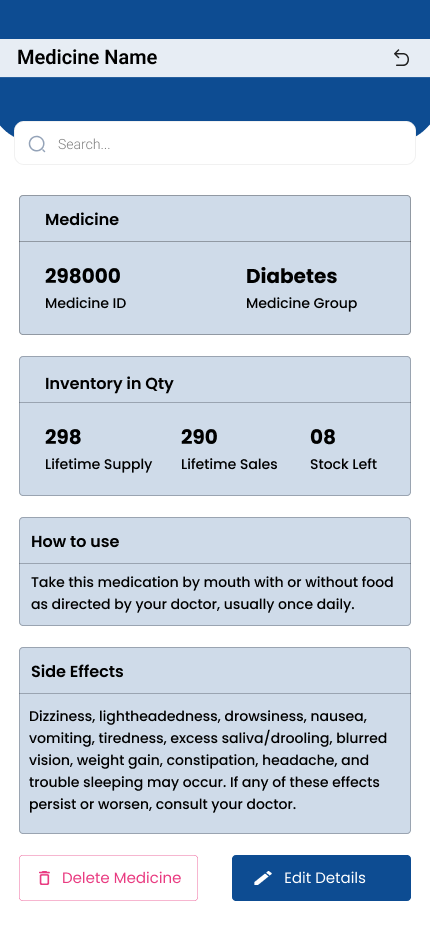 Medicine Name
Search...
Medicine
298000 Diabetes
Medicine ID Medicine Group
Inventory in Qty
298 290 08
Lifetime Supply Lifetime Sales Stock Left
How to use
Take this medication by mouth with or without food
as directed by your doctor, usually once daily.
Side Effects
Dizziness, lightheadedness, drowsiness, nausea,
vomiting, tiredness, excess saliva/drooling, blurred
vision, weight gain, constipation, headache, and
trouble sleeping may occur. If any of these effects
persist or worsen, consult your doctor.
Delete Medicine Edit Details